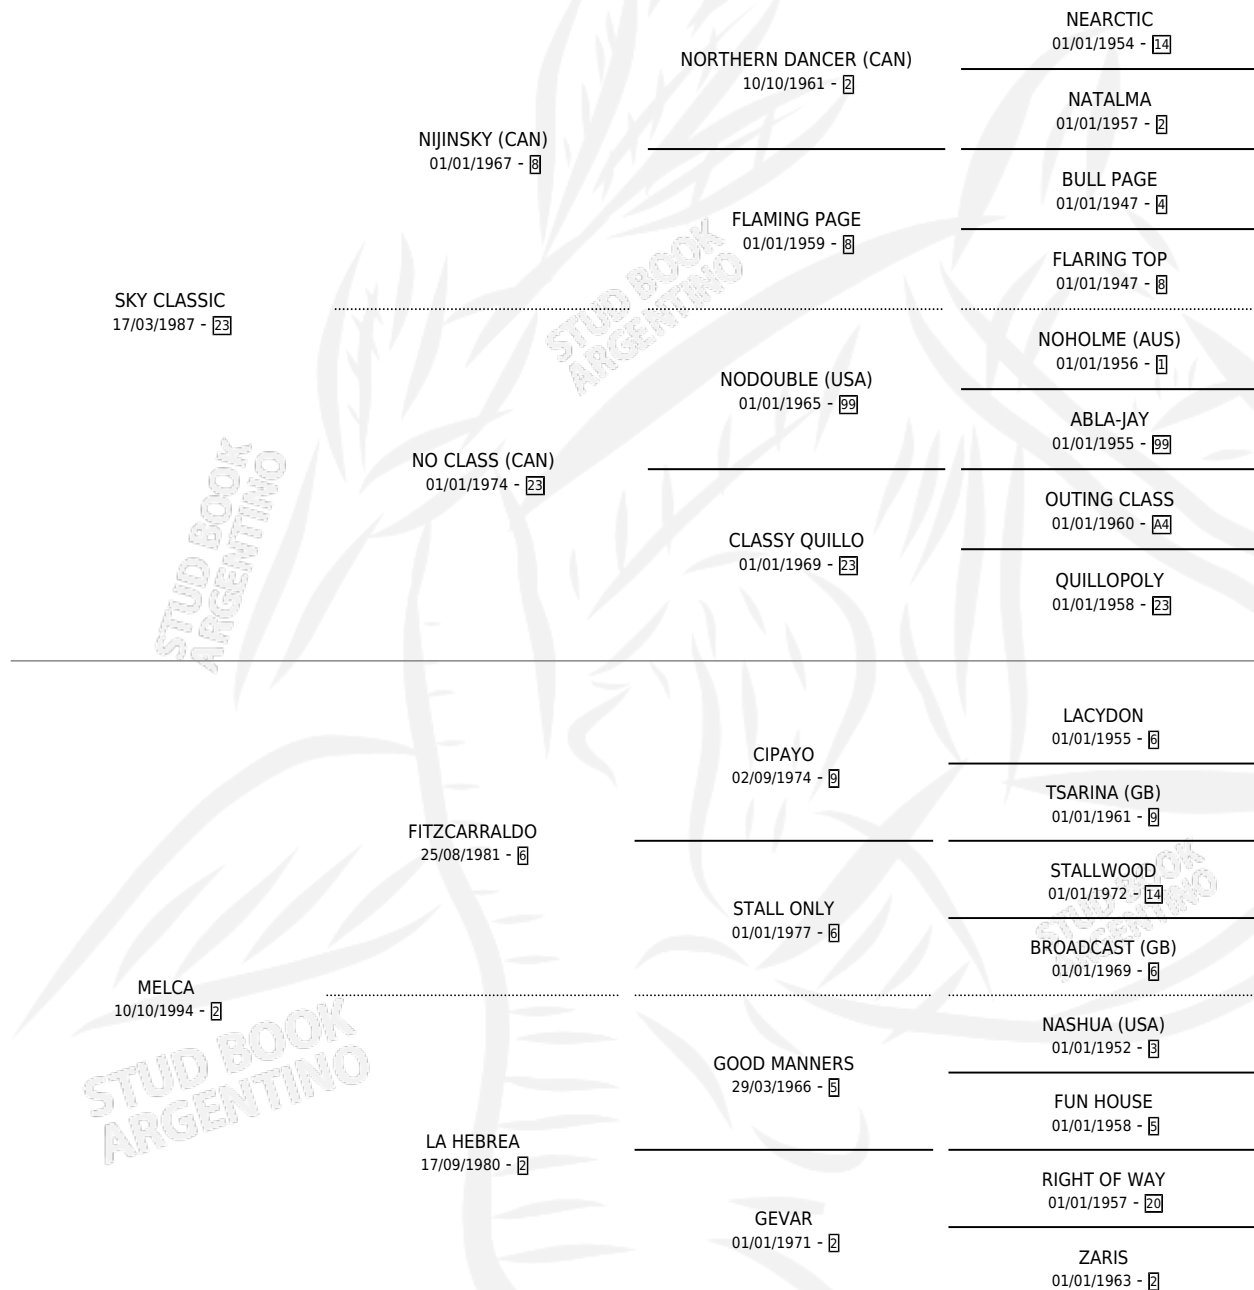 NEARCTIC
01/01/1954 - 14
NORTHERN DANCER (CAN)
10/10/1961 - 2
NATALMA
01/01/1957 - 2
NIJINSKY (CAN)
01/01/1967 - 8
BULL PAGE
01/01/1947 - 4
FLAMING PAGE
01/01/1959 - 8
FLARING TOP
01/01/1947 - 8
SKY CLASSIC
17/03/1987 - 23
STUD BOOK
ARGENTINO
NOHOLME (AUS)
01/01/1956 - 1
NODOUBLE (USA)
01/01/1965 - 99
ABLA-JAY
01/01/1955 - 99
NO CLASS (CAN)
01/01/1974 - 23
OUTING CLASS
01/01/1960 - A4
CLASSY QUILLO
01/01/1969 - 23
QUILLOPOLY
01/01/1958 - 23
STUD BOOK
ARGENTINO
LACYDON
01/01/1955 - 6
CIPAYO
02/09/1974 - 9
TSARINA (GB)
01/01/1961 - 9
FITZCARRALDO
25/08/1981 - 6
STALLWOOD
01/01/1972 - 14
STALL ONLY
01/01/1977 - 6
BROADCAST (GB)
01/01/1969 - 6
STUD BOOK
ARGENTINO
MELCA
10/10/1994 - 2
STUD BOOK
ARGENTINO
NASHUA (USA)
01/01/1952 - 3
GOOD MANNERS
29/03/1966 - 5
FUN HOUSE
01/01/1958 - 5
LA HEBREA
17/09/1980 - 2
RIGHT OF WAY
01/01/1957 - 20
GEVAR
01/01/1971 - 2
ZARIS
01/01/1963 - 2